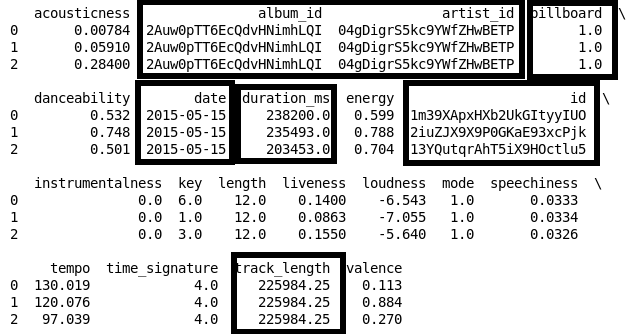 acousticness album_id artist_id billboard \
0 0.00784 2Auw0pTT6EcQdvHNimhLQI 04gDigrS5kc9YWfZHwBETP 1.0
1 0.05910 2Auw0pTT6EcQdvHNimhLQI 04gDigrS5kc9YWfZHwBETP 1.0
2 0.28400 2Auw0pTT6EcQdvHNimhLQI 04gDigrS5kc9YWfZHwBETP 1.0
danceability date duration_ms energy id \
0 0.532 2015-05-15 238200.0 0.599 1m39XApxHXb2UkGItyyIUO
1 0.748 2015-05-15 235493.0 0.788 2iuZJX9X9P0GKaE93xcPjk
2 0.501 2015-05-15 203453.0 0.704 13YQutqrAhT5iX9HOctlu5
instrumentalness key length liveness loudness mode speechiness \
0 0.0 6.0 12.0 0.1400 -6.543 1.0 0.0333
1 0.0 1.0 12.0 0.0863 -7.055 1.0 0.0334
2 0.0 3.0 12.0 0.1550 -5.640 1.0 0.0326
tempo time_signature track_length valence
0 130.019 4.0 225984.25 0.113
1 120.076 4.0 225984.25 0.884
2 97.039 4.0 225984.25 0.270